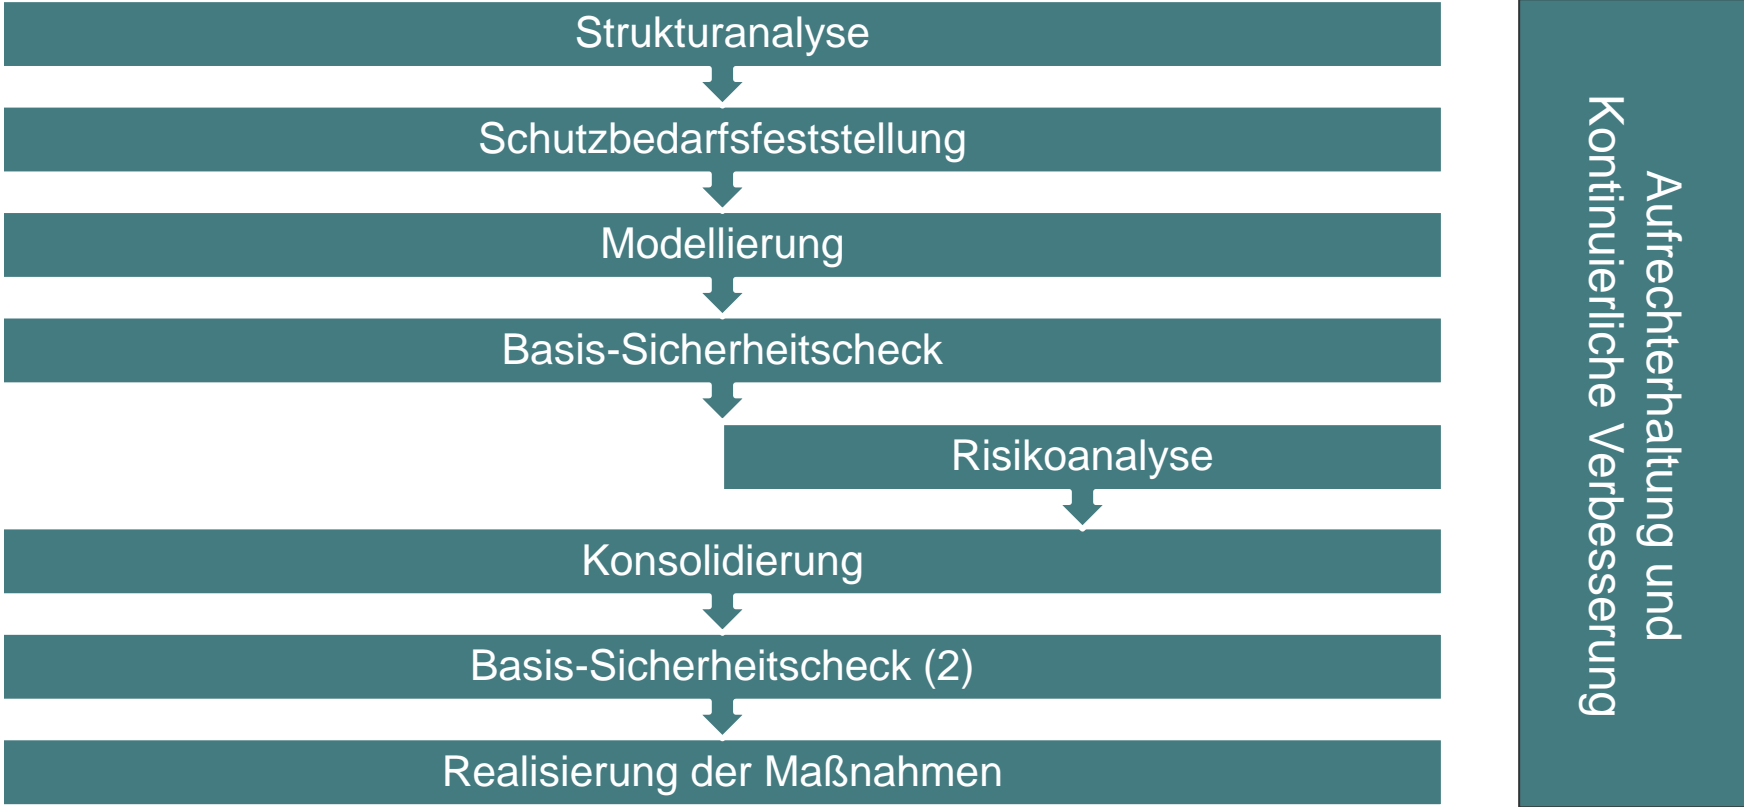 Strukturanalyse
Schutzbedarfsfeststellung
Modellierung
Basis-Sicherheitscheck
Risikoanalyse
Konsolidierung
Basis-Sicherheitscheck (2)
Realisierung der Maßnahmen
Aufrechterhaltung und
Kontinuierliche Verbesserung